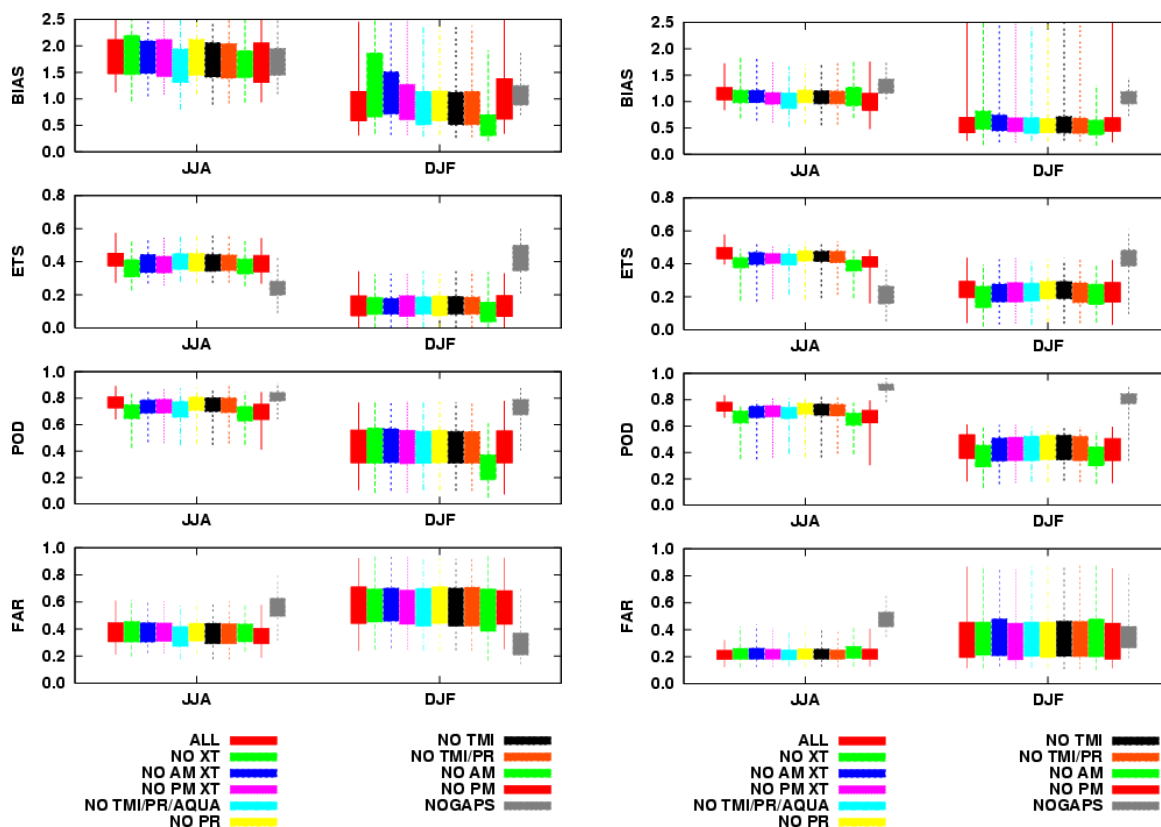 BIAS
2.5
2.0
1.5
1.0
0.5
0.0
JJA
DJF
ETS
0.8
0.6
0.4
0.2
0.0
JJA
DJF
POD
1.0
0.8
0.6
0.4
0.2
0.0
JJA
DJF
FAR
1.0
0.8
0.6
0.4
0.2
0.0
JJA
DJF
ALL
NO XT
NO AM XT
NO PM XT
NO TMI/PR/AQUA
NO PR
NO TMI
NO TMI/PR
NO AM
NO PM
NOGAPS
BIAS
2.5
2.0
1.5
1.0
0.5
0.0
JJA
DJF
ETS
0.8
0.6
0.4
0.2
0.0
JJA
DJF
POD
1.0
0.8
0.6
0.4
0.2
0.0
JJA
DJF
FAR
1.0
0.8
0.6
0.4
0.2
0.0
JJA
DJF
ALL
NO XT
NO AM XT
NO PM XT
NO TMI/PR/AQUA
NO PR
NO TMI
NO TMI/PR
NO AM
NO PM
NOGAPS